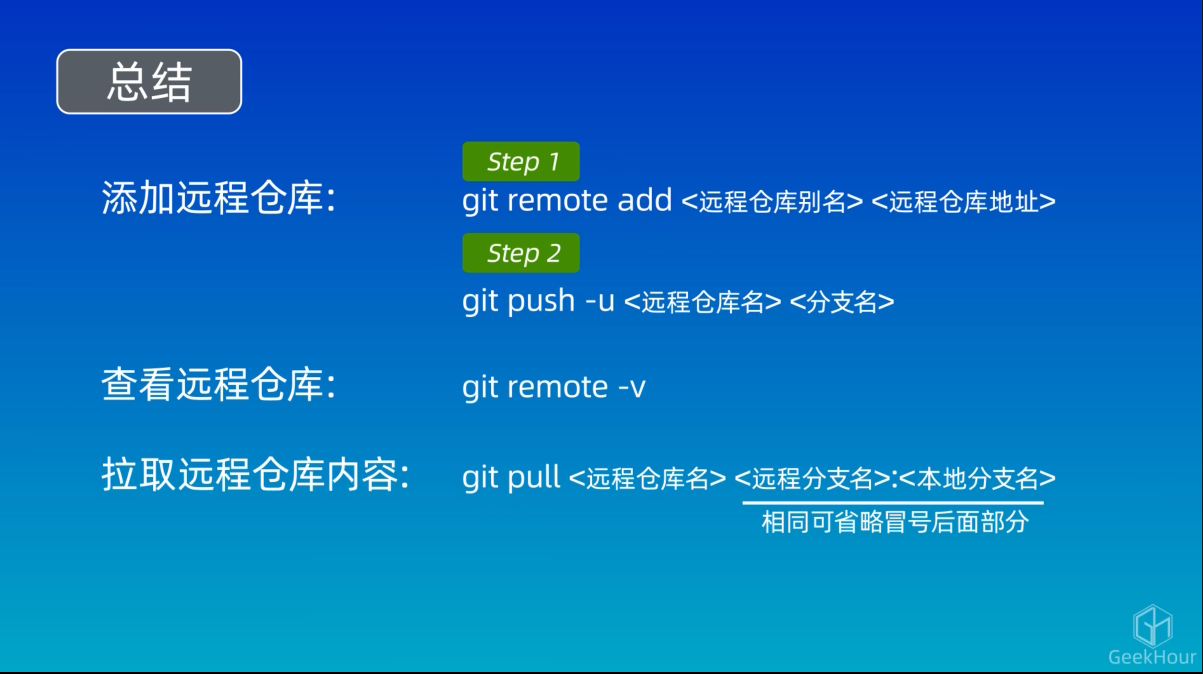 总结
Step 1
添加远程仓库: git remote add <远程仓库别名> <远程仓库地址>
Step 2
git push -u <远程仓库名> <分支名>
查看远程仓库: git remote -v
拉取远程仓库内容: git pull <远程仓库名> <远程分支名>:<本地分支名>
相同可省略冒号后面部分
GeekHour